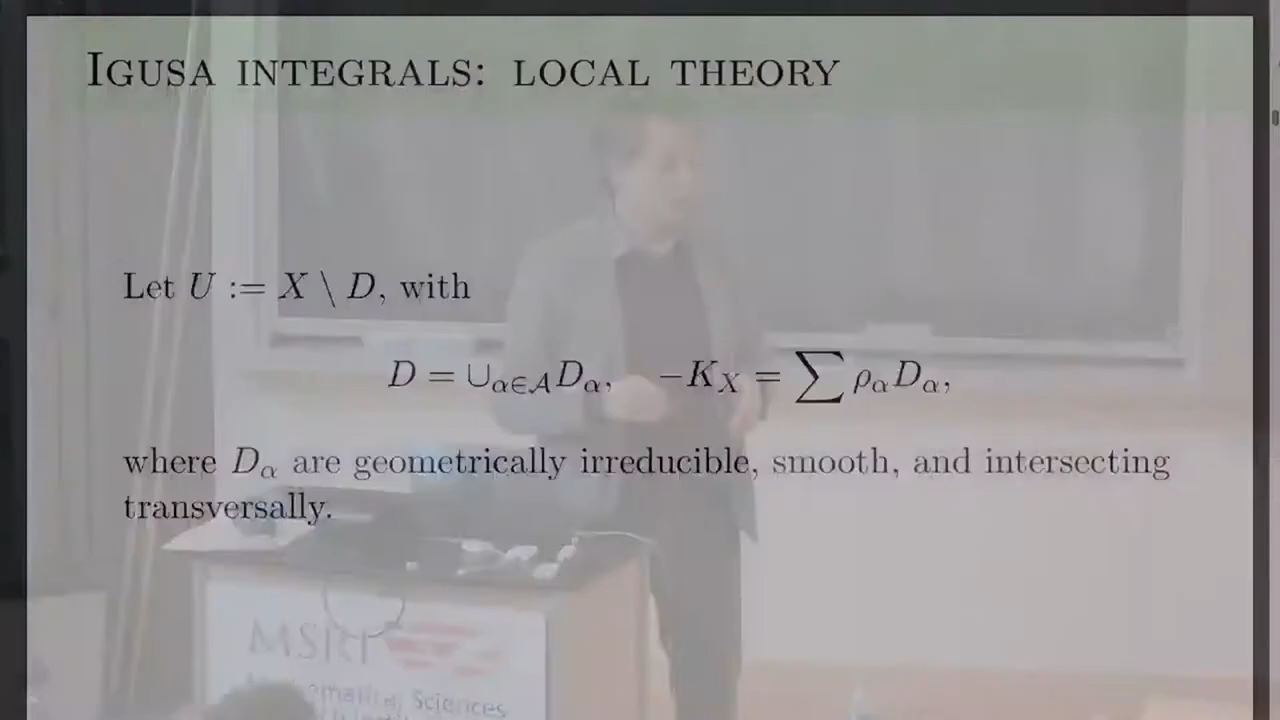 IGUSA INTEGRALS: LOCAL THEORY
Let U := X \ D, with
D = ∪_{α∈𝒜} D_α, −K_X = ∑ ρ_α D_α,
where D_α are geometrically irreducible, smooth, and intersecting
transversally.
MSRI
Mathematical Sciences